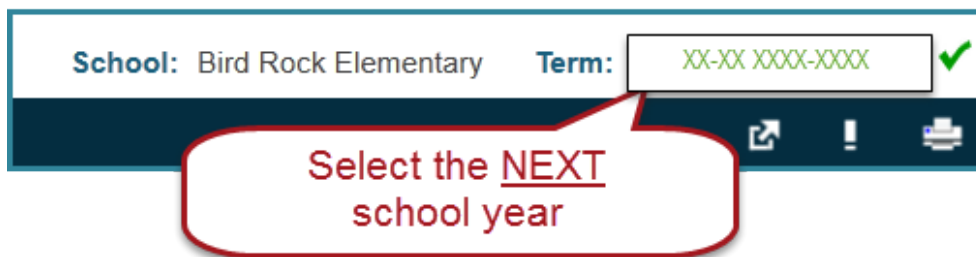 School: Bird Rock Elementary Term: XX-XX XXXX-XXXX
Select the NEXT
school year